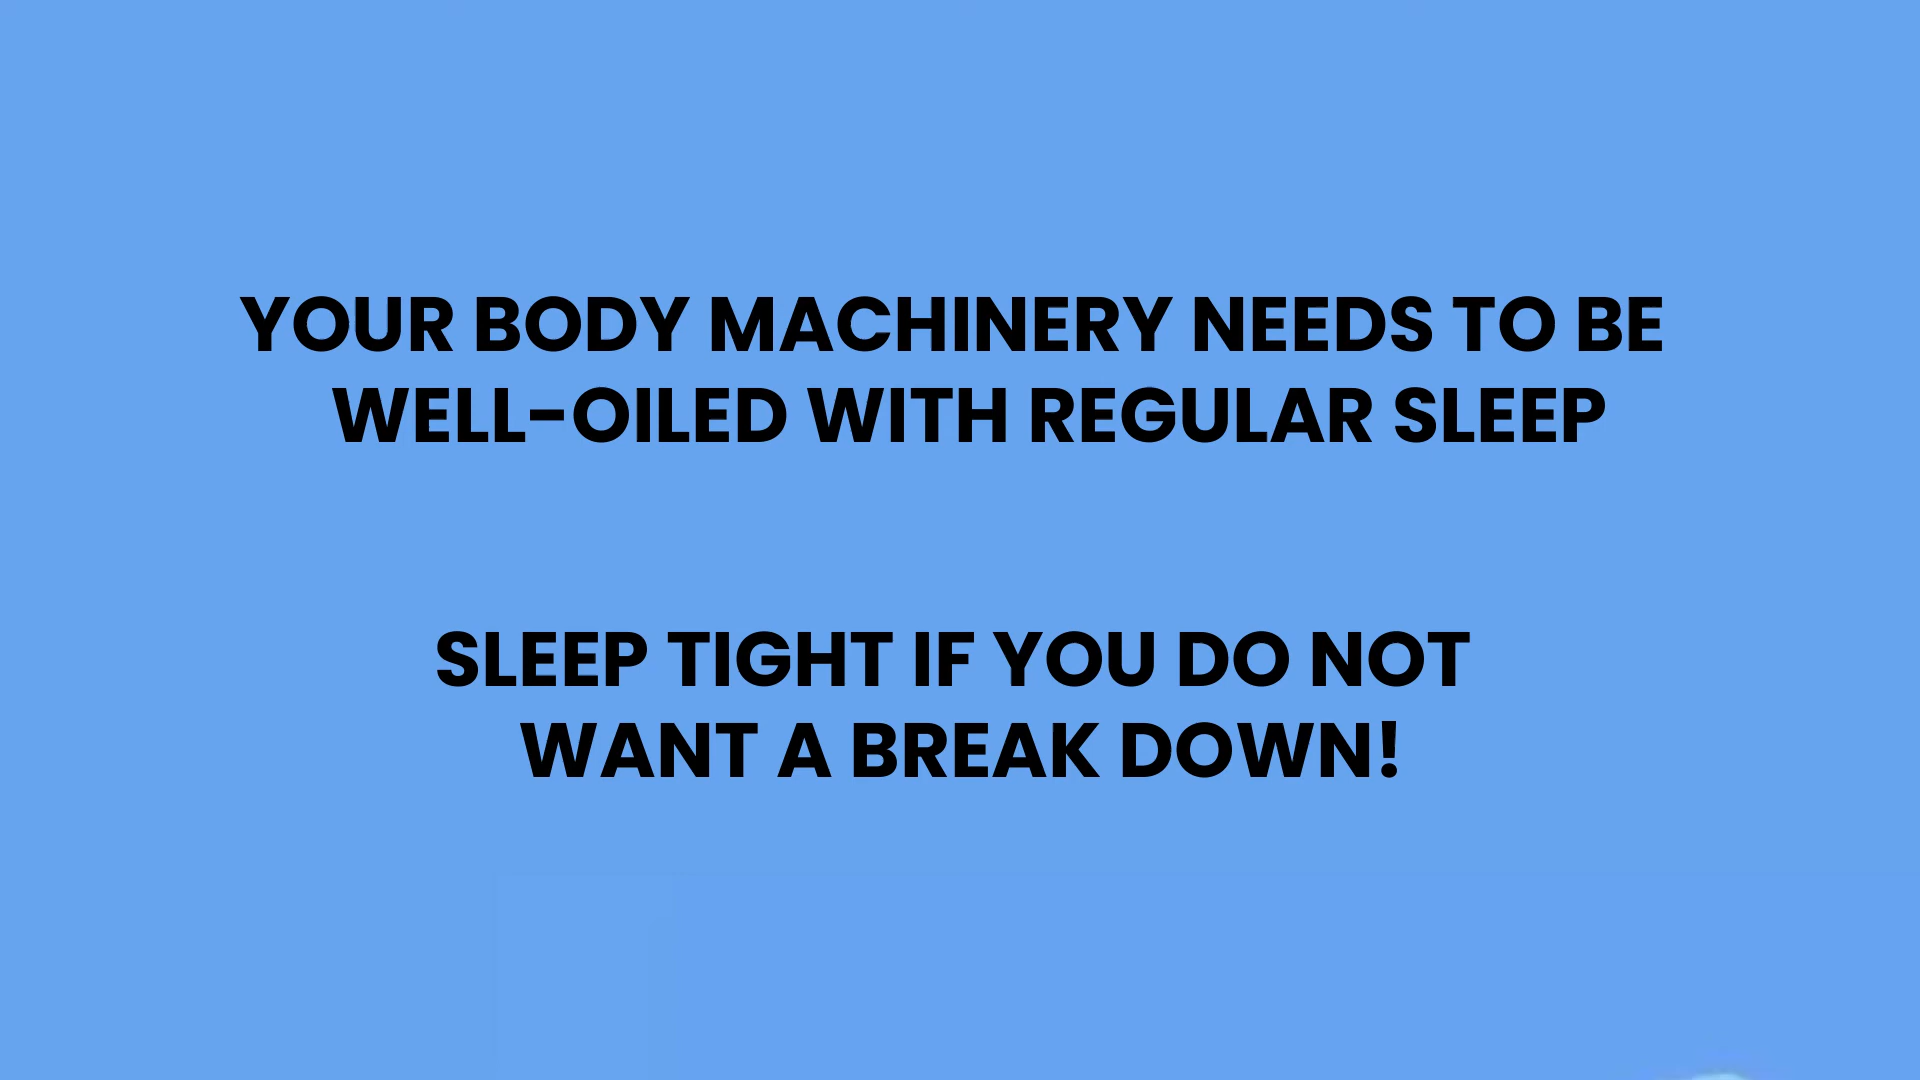 YOUR BODY MACHINERY NEEDS TO BE
WELL-OILED WITH REGULAR SLEEP
SLEEP TIGHT IF YOU DO NOT
WANT A BREAK DOWN!